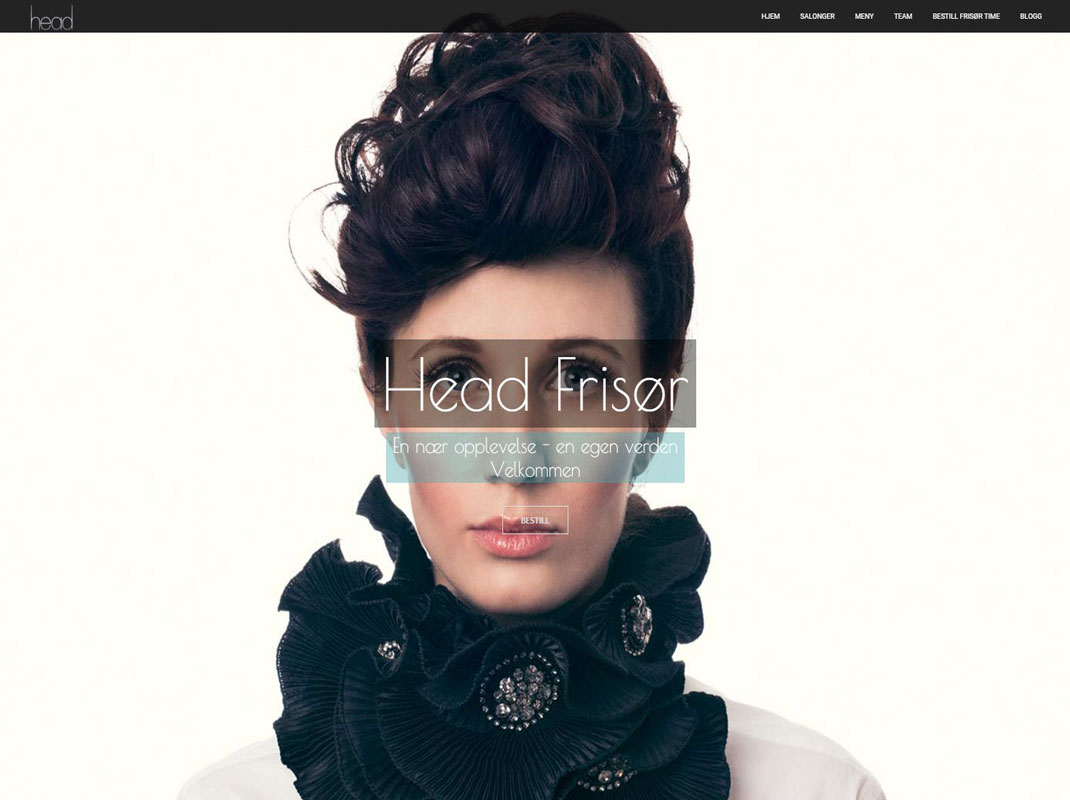 head
HJEM
SALONGER
MENY
TEAM
BESTILL FRISØR TIME
BLOGG
Head Frisør
En nær opplevelse - en egen verden
Velkommen
BESTILL